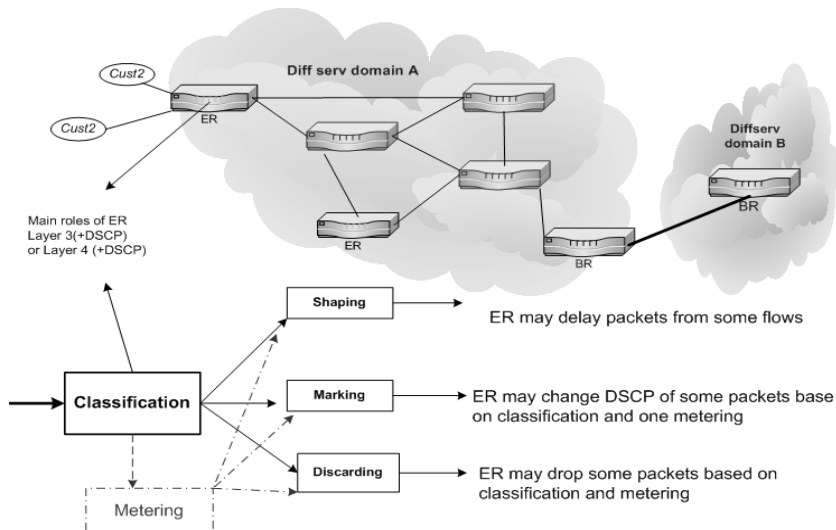 Cust2
Diff serv domain A
ER
Cust2
Diffserv
domain B
BR
Main roles of ER
Layer 3(+DSCP)
or Layer 4 (+DSCP)
ER
BR
Shaping
ER may delay packets from some flows
Classification
Marking
ER may change DSCP of some packets base
on classification and one metering
Discarding
ER may drop some packets based on
classification and metering
Metering